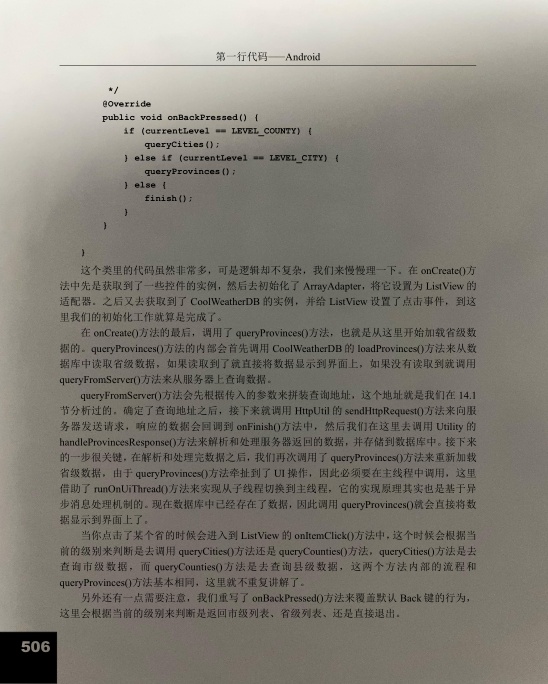 第一行代码——Android
*/
@Override
public void onBackPressed() {
if (currentLevel == LEVEL_COUNTY) {
queryCities();
} else if (currentLevel == LEVEL_CITY) {
queryProvinces();
} else {
finish();
}
}
}
这个类里的代码虽然非常多，可是逻辑却不复杂，我们来慢慢理一下。在 onCreate()方
法中先是获取到了一些控件的实例，然后去初始化了 ArrayAdapter，将它设置为 ListView 的
适配器。之后又去获取到了 CoolWeatherDB 的实例，并给 ListView 设置了点击事件，到这
里我们的初始化工作就算是完成了。
在 onCreate()方法的最后，调用了 queryProvinces()方法，也就是从这里开始加载省级数
据的。queryProvinces()方法的内部会首先调用 CoolWeatherDB 的 loadProvinces()方法来从数
据库中读取省级数据，如果读取到了就直接将数据显示到界面上，如果没有读取到就调用
queryFromServer()方法来从服务器上查询数据。
queryFromServer()方法会先根据传入的参数来拼装查询地址，这个地址就是我们在 14.1
节分析过的。确定了查询地址之后，接下来就调用 HttpUtil 的 sendHttpRequest()方法来向服
务器发送请求，响应的数据会回调到 onFinish()方法中，然后我们在这里去调用 Utility 的
handleProvincesResponse()方法来解析和处理服务器返回的数据，并存储到数据库中。接下来
的一步很关键，在解析和处理完数据之后，我们再次调用了 queryProvinces()方法来重新加载
省级数据，由于 queryProvinces()方法牵扯到了 UI 操作，因此必须要在主线程中调用，这里
借助了 runOnUiThread()方法来实现从子线程切换到主线程，它的实现原理其实也是基于异
步消息处理机制的。现在数据库中已经存在了数据，因此调用 queryProvinces()就会直接将数
据显示到界面上了。
当你点击了某个省的时候会进入到 ListView 的 onItemClick()方法中，这个时候会根据当
前的级别来判断是去调用 queryCities()方法还是 queryCounties()方法，queryCities()方法是去
查询市级数据，而 queryCounties()方法是去查询县级数据，这两个方法内部的流程和
queryProvinces()方法基本相同，这里就不重复讲解了。
另外还有一点需要注意，我们重写了 onBackPressed()方法来覆盖默认 Back 键的行为，
这里会根据当前的级别来判断是返回市级列表、省级列表、还是直接退出。
506